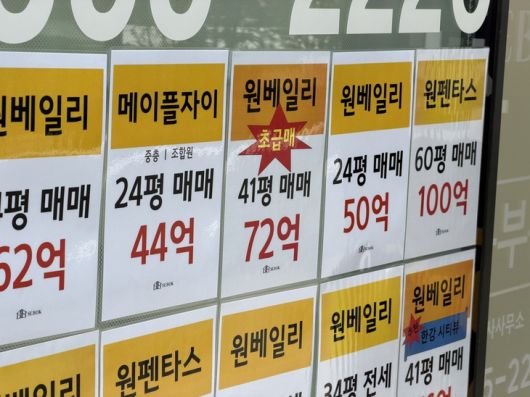 원베일리
평 매매
62억
메이플자이
중층 | 조합원
24평 매매
44억
원베일리
초급매
41평 매매
72억
원베일리
24평 매매
50억
원펜타스
60평 매매
100억
원펜타스
원베일리
원베일리
34평 전세
원베일리
한강 시티뷰
41평 매매